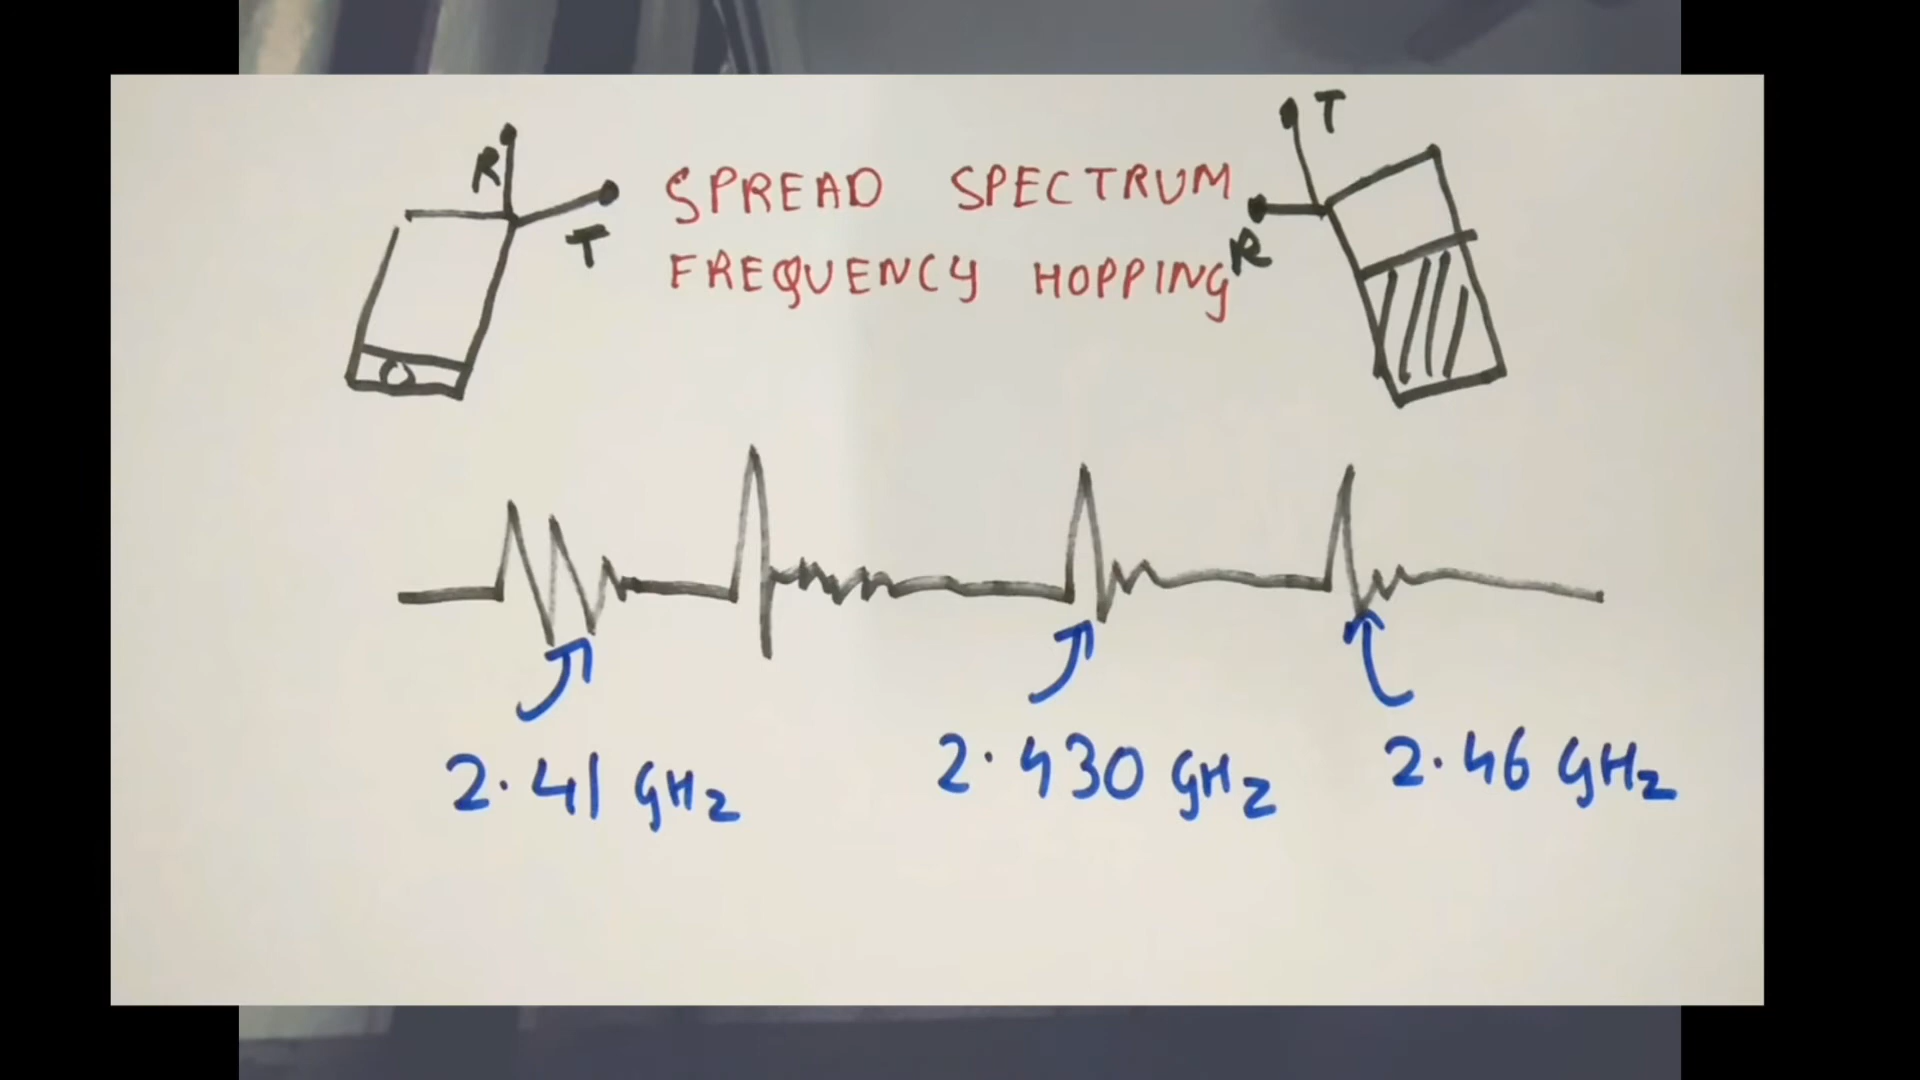 T
R
SPREAD SPECTRUM
T
R
FREQUENCY HOPPING
2.41 GHz
2.430 GHz
2.46 GHz